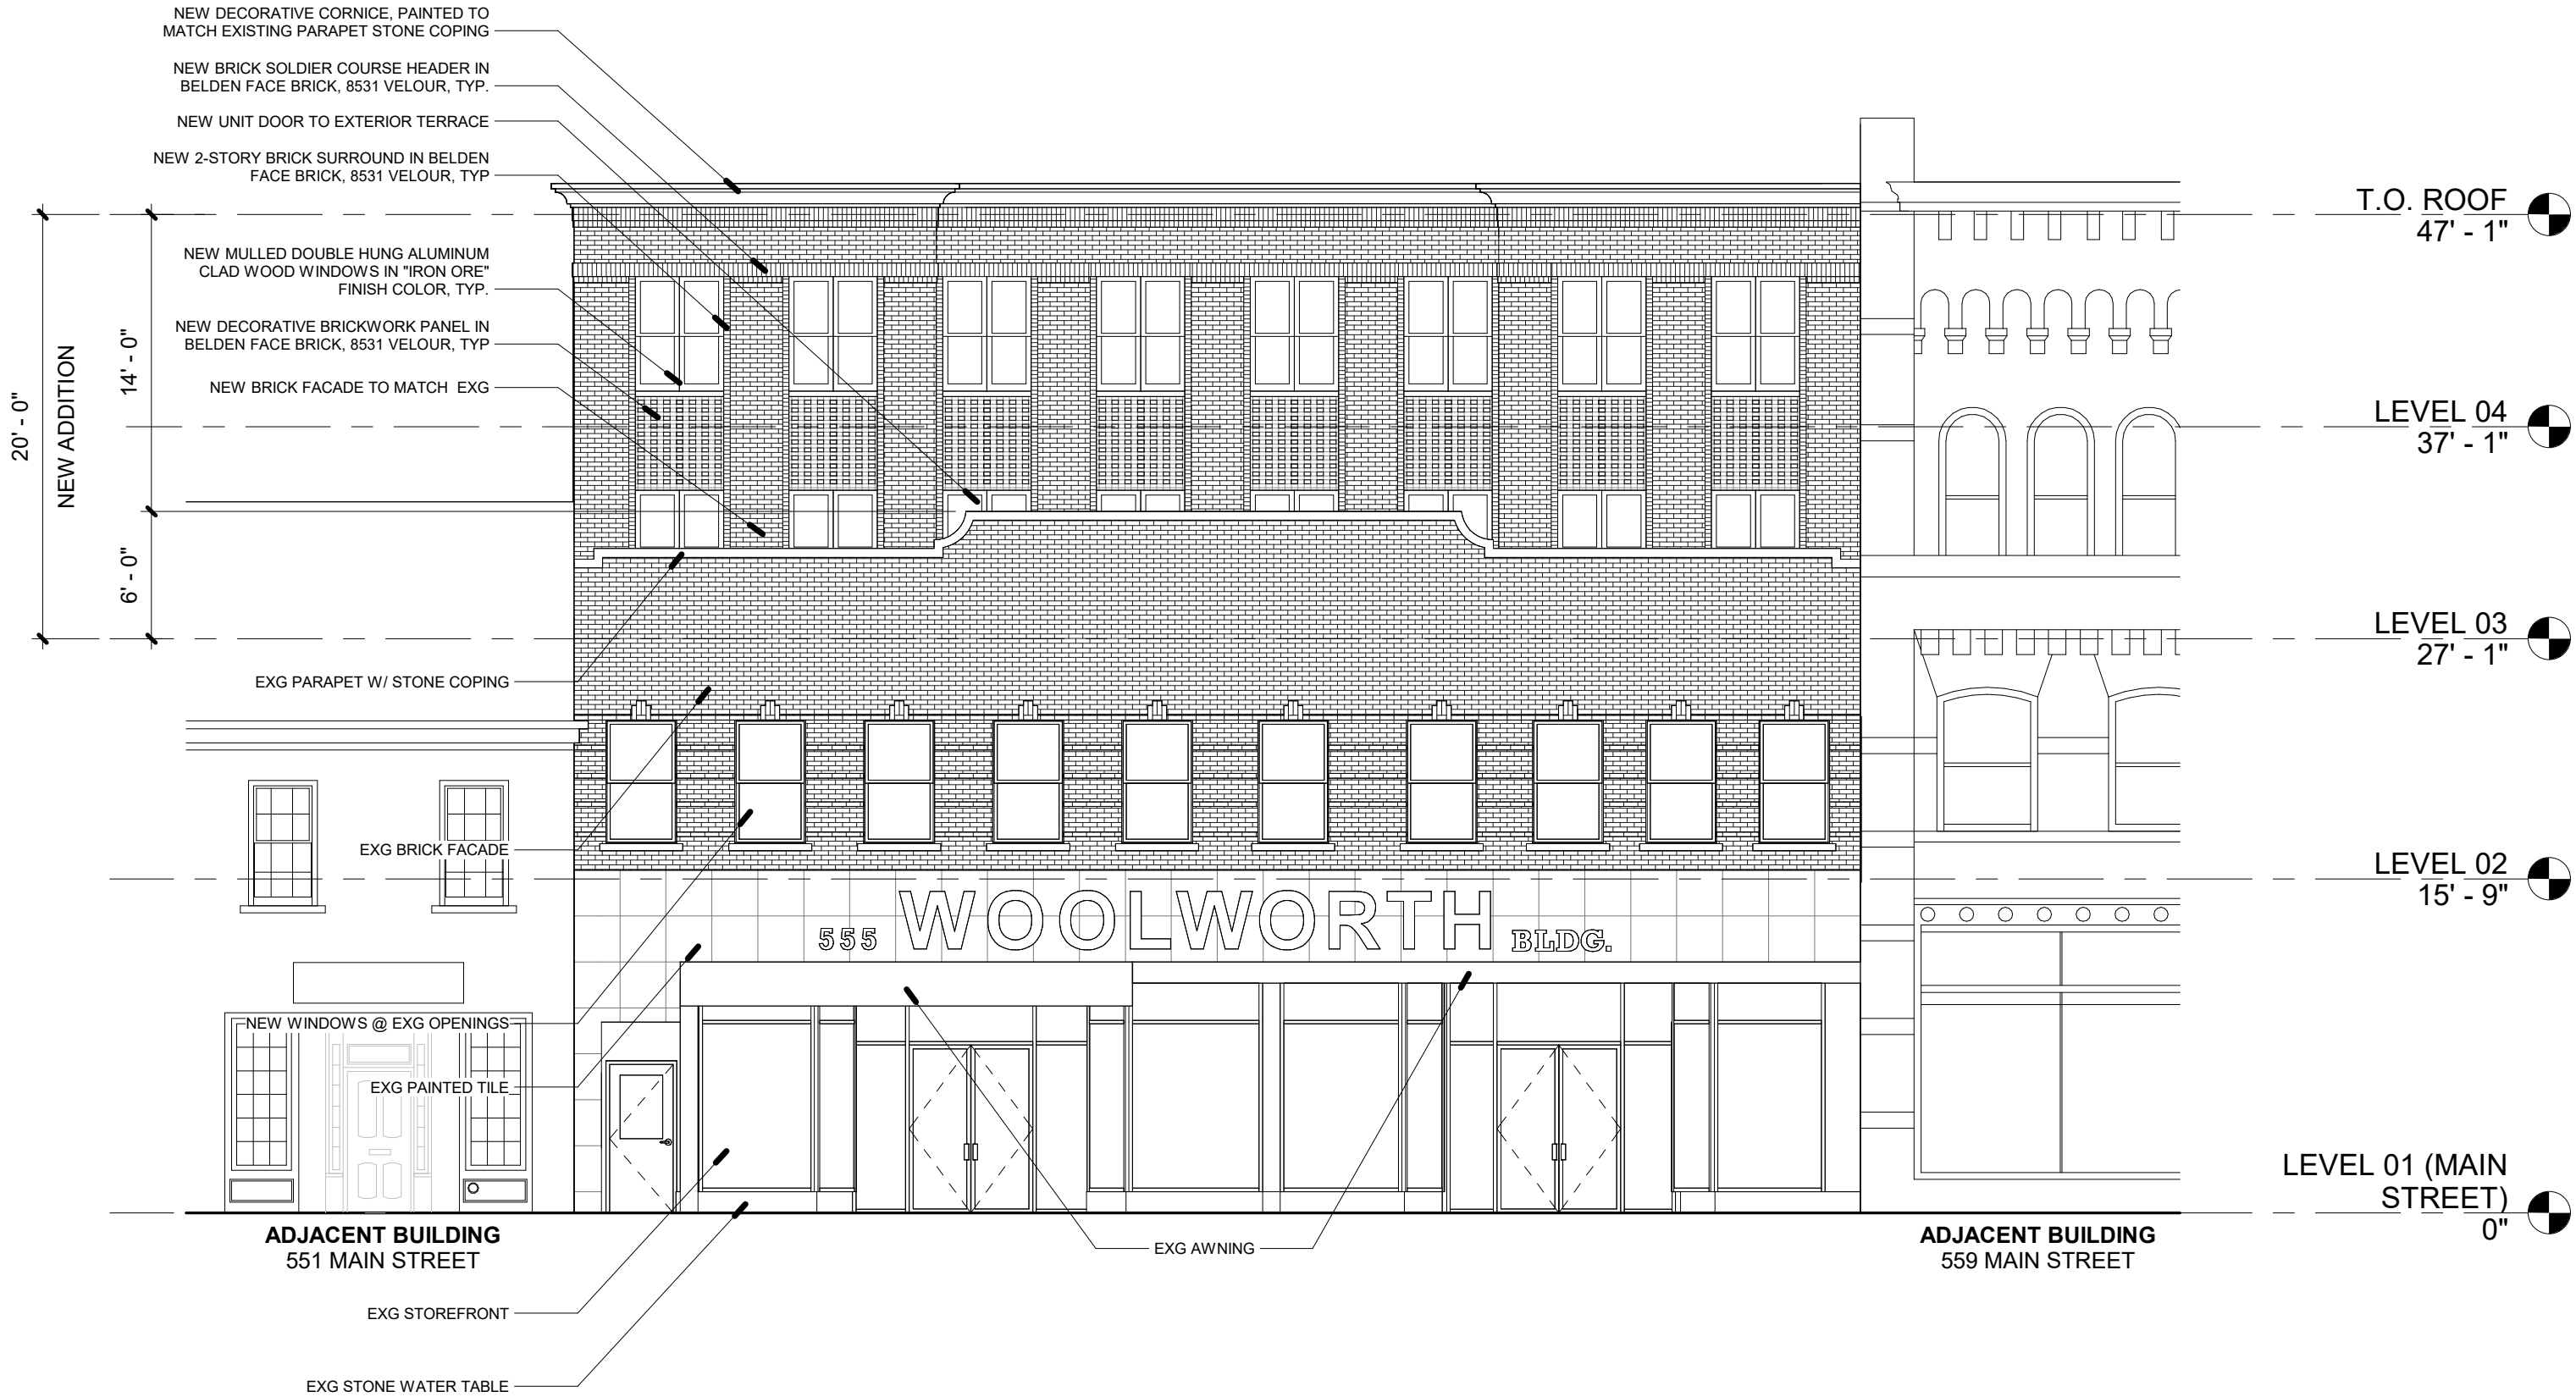 NEW DECORATIVE CORNICE, PAINTED TO
MATCH EXISTING PARAPET STONE COPING
NEW BRICK SOLDIER COURSE HEADER IN
BELDEN FACE BRICK, 8531 VELOUR, TYP.
NEW UNIT DOOR TO EXTERIOR TERRACE
NEW 2-STORY BRICK SURROUND IN BELDEN
FACE BRICK, 8531 VELOUR, TYP
NEW MULLED DOUBLE HUNG ALUMINUM
CLAD WOOD WINDOWS IN "IRON ORE"
FINISH COLOR, TYP.
NEW DECORATIVE BRICKWORK PANEL IN
BELDEN FACE BRICK, 8531 VELOUR, TYP
NEW BRICK FACADE TO MATCH EXG
20' - 0"
NEW ADDITION
14' - 0"
6' - 0"
EXG PARAPET W/ STONE COPING
EXG BRICK FACADE
NEW WINDOWS @ EXG OPENINGS
EXG PAINTED TILE
555 WOOLWORTH BLDG.
T.O. ROOF
47' - 1"
LEVEL 04
37' - 1"
LEVEL 03
27' - 1"
LEVEL 02
15' - 9"
LEVEL 01 (MAIN
STREET)
0"
ADJACENT BUILDING
551 MAIN STREET
EXG AWNING
ADJACENT BUILDING
559 MAIN STREET
EXG STOREFRONT
EXG STONE WATER TABLE